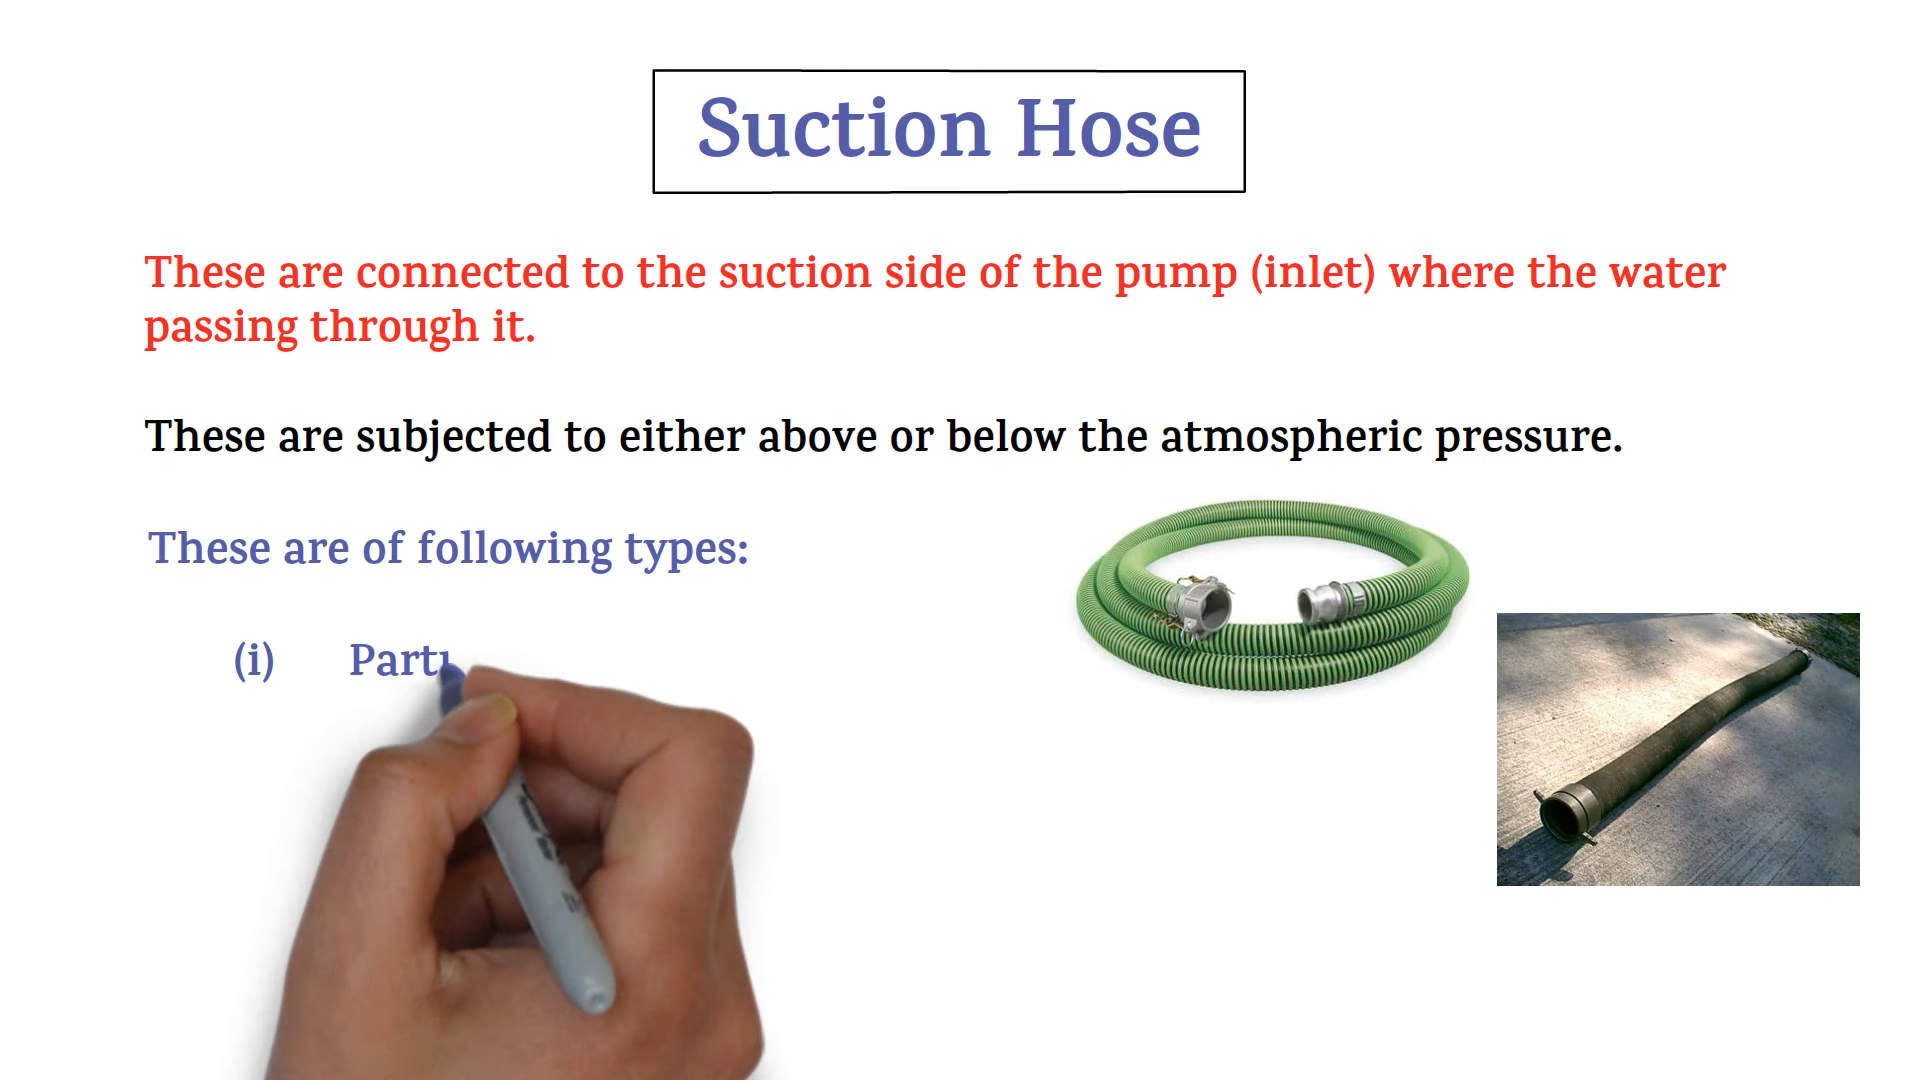 Suction Hose
These are connected to the suction side of the pump (inlet) where the water
passing through it.
These are subjected to either above or below the atmospheric pressure.
These are of following types:
(i)